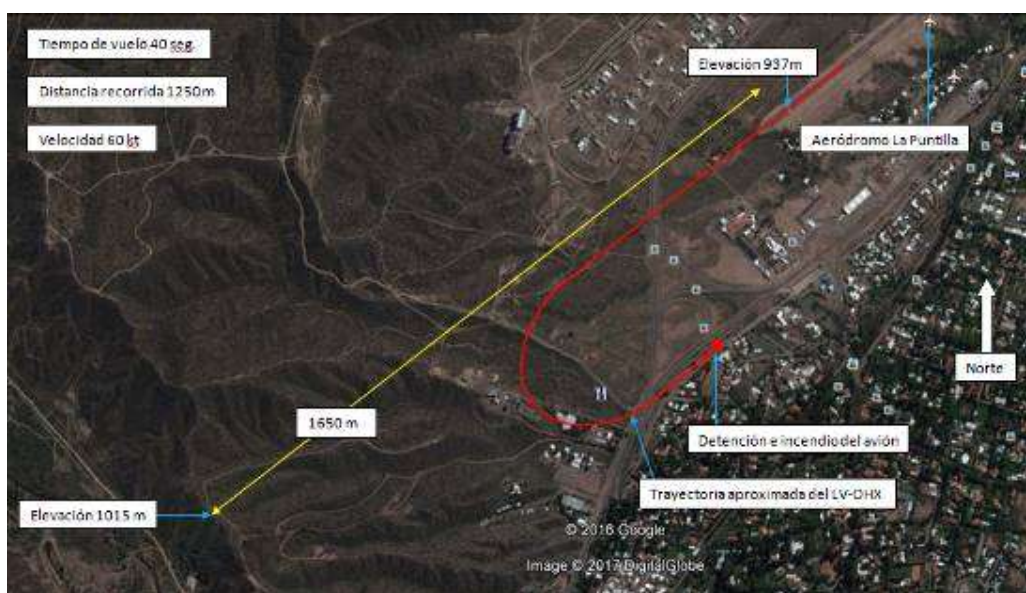 Tiempo de vuelo 40 seg.
Distancia recorrida 1250m
Velocidad 60 kt
Elevación 937m
Aeródromo La Puntilla
Norte
1650 m
Detención e incendio del avión
Trayectoria aproximada del LV-DHX
Elevación 1015 m
© 2016 Google
Image © 2017 DigitalGlobe